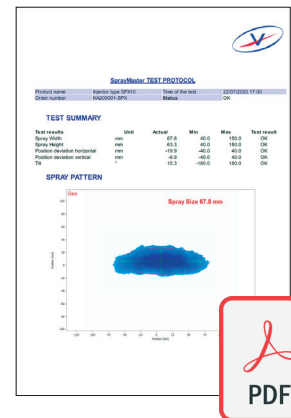 SprayMaster TEST PROTOCOL
Product name Injector type SPX10 Time of the test 22/07/2020 17:00
Order number KA200001-SPX Status OK
TEST SUMMARY
Test results Unit Actual Min Max Test result
Spray Width mm 67.8 40.0 150.0 OK
Spray Height mm 63.3 40.0 150.0 OK
Position deviation horizontal mm -19.9 -40.0 40.0 OK
Position deviation vertical mm -6.9 -40.0 40.0 OK
Tilt ° 15.3 -180.0 180.0 OK
SPRAY PATTERN
Geo
Spray Size 67.8 mm
PDF